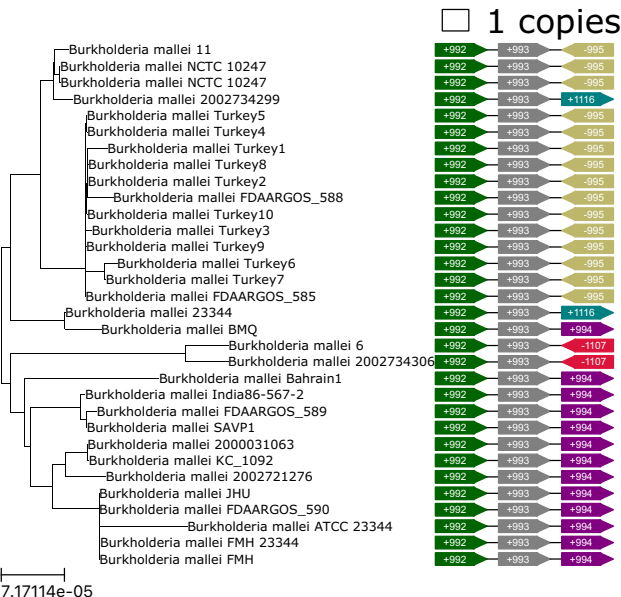 1 copies
Burkholderia mallei 11 +992 +993 -995
Burkholderia mallei NCTC 10247 +992 +993 -995
Burkholderia mallei NCTC 10247 +992 +993 -995
Burkholderia mallei 2002734299 +992 +993 +1116
Burkholderia mallei Turkey5 +992 +993 -995
Burkholderia mallei Turkey4 +992 +993 -995
Burkholderia mallei Turkey1 +992 +993 -995
Burkholderia mallei Turkey8 +992 +993 -995
Burkholderia mallei Turkey2 +992 +993 -995
Burkholderia mallei FDAARGOS_588 +992 +993 -995
Burkholderia mallei Turkey10 +992 +993 -995
Burkholderia mallei Turkey3 +992 +993 -995
Burkholderia mallei Turkey9 +992 +993 -995
Burkholderia mallei Turkey6 +992 +993 -995
Burkholderia mallei Turkey7 +992 +993 -995
Burkholderia mallei FDAARGOS_585 +992 +993 -995
Burkholderia mallei 23344 +992 +993 +1116
Burkholderia mallei BMQ +992 +993 +994
Burkholderia mallei 6 +992 +993 -1107
Burkholderia mallei 2002734306 +992 +993 -1107
Burkholderia mallei Bahrain1 +992 +993 +994
Burkholderia mallei India86-567-2 +992 +993 +994
Burkholderia mallei FDAARGOS_589 +992 +993 +994
Burkholderia mallei SAVP1 +992 +993 +994
Burkholderia mallei 2000031063 +992 +993 +994
Burkholderia mallei KC_1092 +992 +993 +994
Burkholderia mallei 2002721276 +992 +993 +994
Burkholderia mallei JHU +992 +993 +994
Burkholderia mallei FDAARGOS_590 +992 +993 +994
Burkholderia mallei ATCC 23344 +992 +993 +994
Burkholderia mallei FMH 23344 +992 +993 +994
Burkholderia mallei FMH +992 +993 +994
7.17114e-05